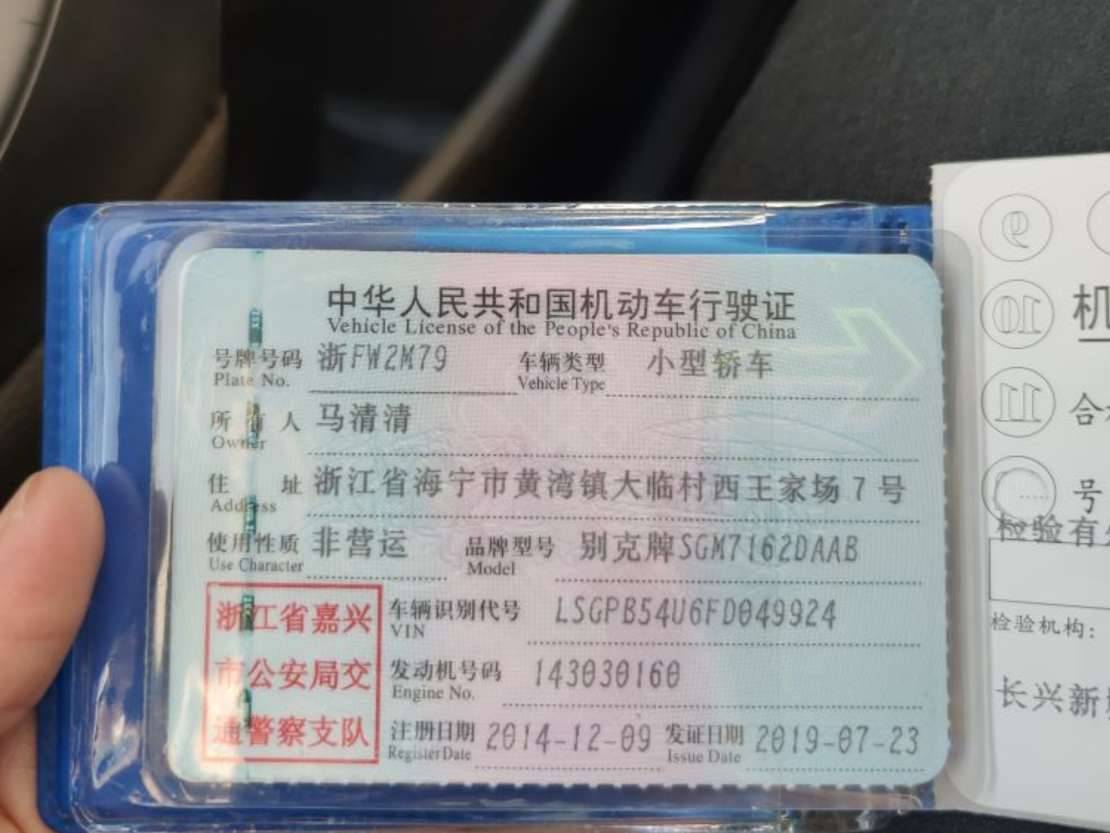 中华人民共和国机动车行驶证
Vehicle License of the People's Republic of China
号牌号码 浙FW2M79 车辆类型 小型轿车
Plate No. Vehicle Type
所有人 马清清
Owner
住址 浙江省海宁市黄湾镇大临村西王家场7号
Address
使用性质 非营运 品牌型号 别克牌SGM7162DAAB
Use Character Model
浙江省嘉兴
市公安局交
通警察支队
车辆识别代号 LSGPB54U6FD049924
VIN
发动机号码 143030160
Engine No.
注册日期 2014-12-09 发证日期 2019-07-23
Register Date Issue Date
9
10
11
机
合
号
检验有
检验机构:
长兴新